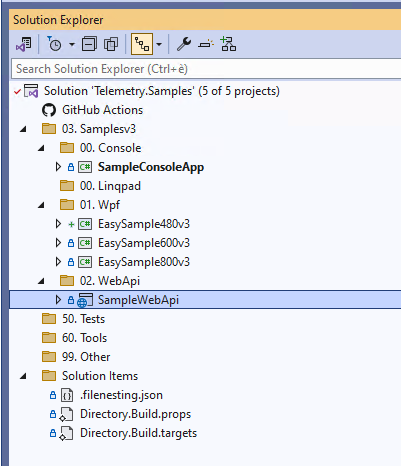 Solution Explorer
Search Solution Explorer (Ctrl+è)
Solution 'Telemetry.Samples' (5 of 5 projects)
GitHub Actions
03. Samplesv3
00. Console
C# SampleConsoleApp
00. Linqpad
01. Wpf
C# EasySample480v3
C# EasySample600v3
C# EasySample800v3
02. WebApi
SampleWebApi
50. Tests
60. Tools
99. Other
Solution Items
.filenesting.json
Directory.Build.props
Directory.Build.targets